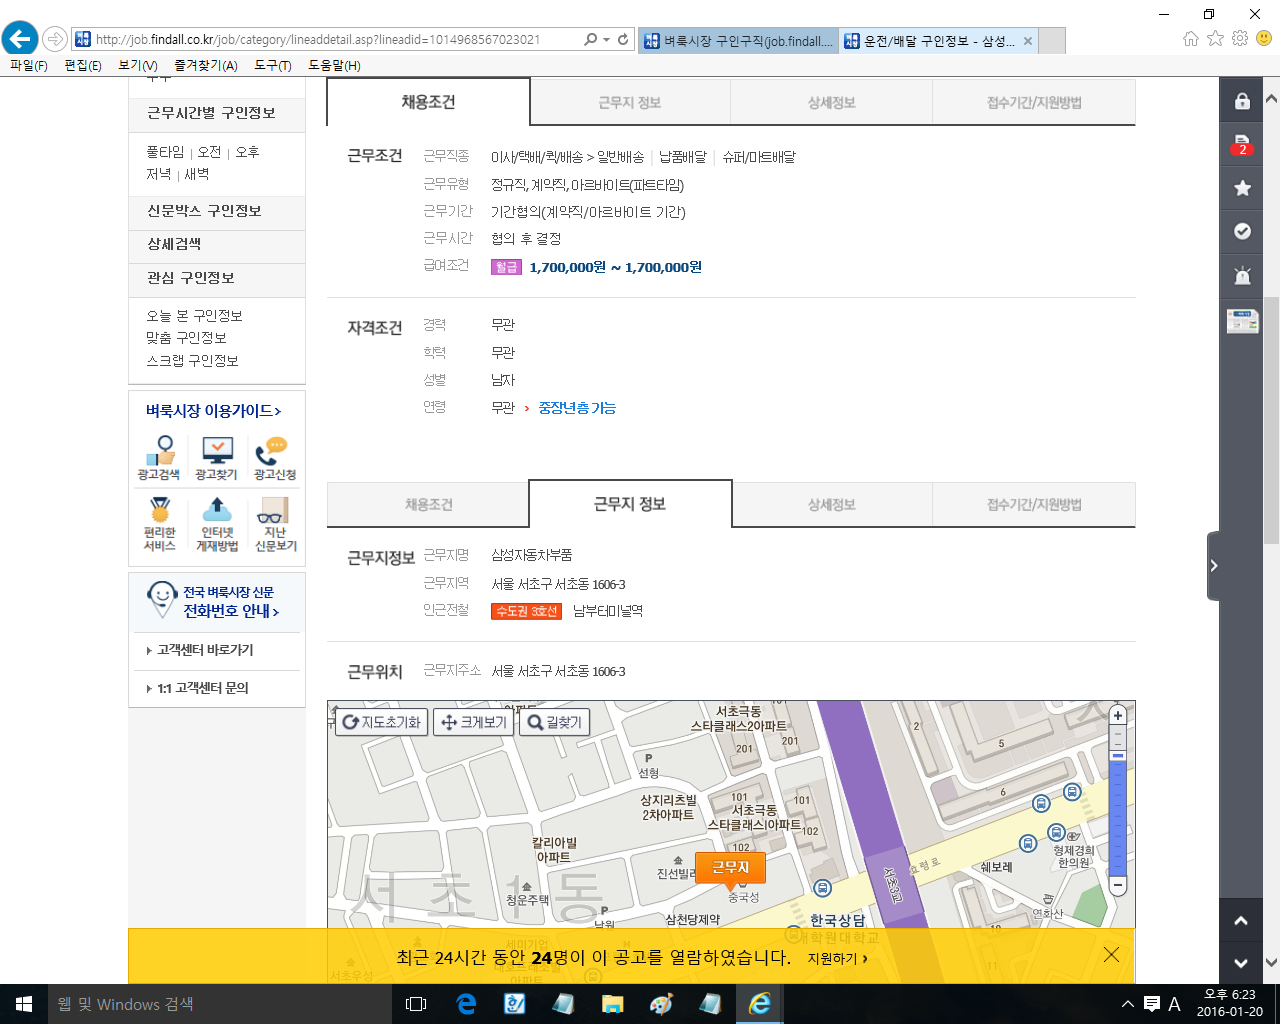 http://job.findall.co.kr/job/category/lineaddetail.asp?lineadid=1014968567023021
벼룩시장 구인구직(job.findall....
운전/배달 구인정보 - 삼성...
파일(F) 편집(E) 보기(V) 즐겨찾기(A) 도구(T) 도움말(H)
근무시간별 구인정보
풀타임 | 오전 | 오후
저녁 | 새벽
신문박스 구인정보
상세검색
관심 구인정보
오늘 본 구인정보
맞춤 구인정보
스크랩 구인정보
벼룩시장 이용가이드 >
광고검색 광고찾기 광고신청
편리한 서비스
인터넷 게재방법
지난 신문보기
전국 벼룩시장 신문
전화번호 안내 >
고객센터 바로가기
1:1 고객센터 문의
채용조건 근무지 정보 상세정보 접수기간/지원방법
근무조건 근무직종 이사/택배/퀵/배송 > 일반배송 | 납품배달 | 슈퍼/마트배달
근무유형 정규직, 계약직, 아르바이트(파트타임)
근무기간 기간협의(계약직/아르바이트 기간)
근무시간 협의 후 결정
급여조건 월급 1,700,000원 ~ 1,700,000원
자격조건 경력 무관
학력 무관
성별 남자
연령 무관 > 중장년층 가능
채용조건 근무지 정보 상세정보 접수기간/지원방법
근무지정보 근무지명 삼성자동차부품
근무지역 서울 서초구 서초동 1606-3
인근전철 수도권 3호선 남부터미널역
근무위치 근무지주소 서울 서초구 서초동 1606-3
지도초기화 크게보기 길찾기
아파트
서초극동
스타클래스2아파트
201 201
2
5
6
P
선형
상지리츠빌
2차아파트
101
101
서초극동
스타클래스1아파트
102
102
칼리아빌
아파트
근무지
진선빌라
중국성
서초1동
청운주택
P
남원
삼천당제약
한국상담
대학원대학교
서초3교
효령로
쉐보레
형제경희
한의원
연화산
세미기업
아파트
서초우성
10
11
최근 24시간 동안 24명이 이 공고를 열람하였습니다. 지원하기 >
2
웹 및 Windows 검색
A
오후 6:23
2016-01-20